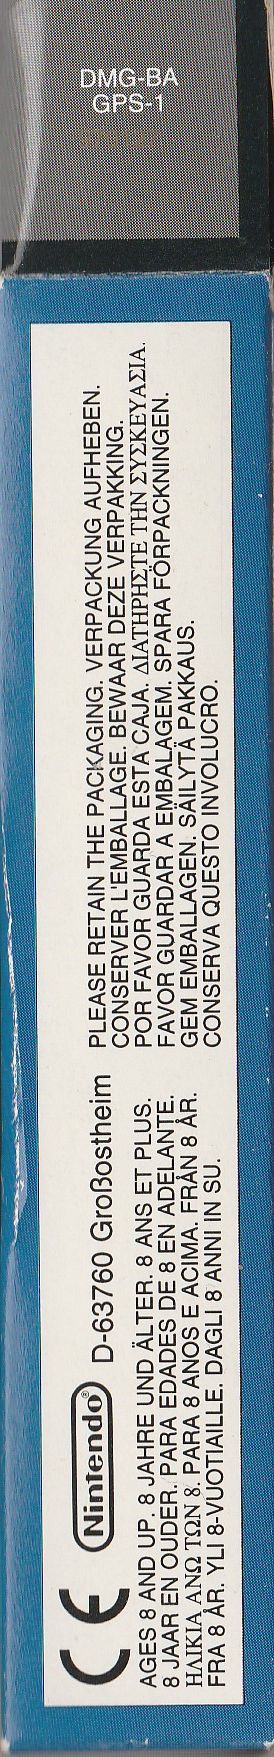 DMG-BA
GPS-1
CE Nintendo® D-63760 Großostheim
AGES 8 AND UP. 8 JAHRE UND ÄLTER. 8 ANS ET PLUS.
8 JAAR EN OUDER. PARA EDADES DE 8 EN ADELANTE.
ΗΛΙΚΙΑ ΑΝΩ ΤΩΝ 8. PARA 8 ANOS E ACIMA. FRÅN 8 ÅR.
FRA 8 ÅR. YLI 8-VUOTIAILLE. DAGLI 8 ANNI IN SU.
PLEASE RETAIN THE PACKAGING. VERPACKUNG AUFHEBEN.
CONSERVER L'EMBALLAGE. BEWAAR DEZE VERPAKKING.
POR FAVOR GUARDA ESTA CAJA. ΔΙΑΤΗΡΗΣΤΕ ΤΗΝ ΣΥΣΚΕΥΑΣΙΑ.
FAVOR GUARDAR A EMBALAGEM. SPARA FÖRPACKNINGEN.
GEM EMBALLAGEN. SÄILYTÄ PAKKAUS.
CONSERVA QUESTO INVOLUCRO.